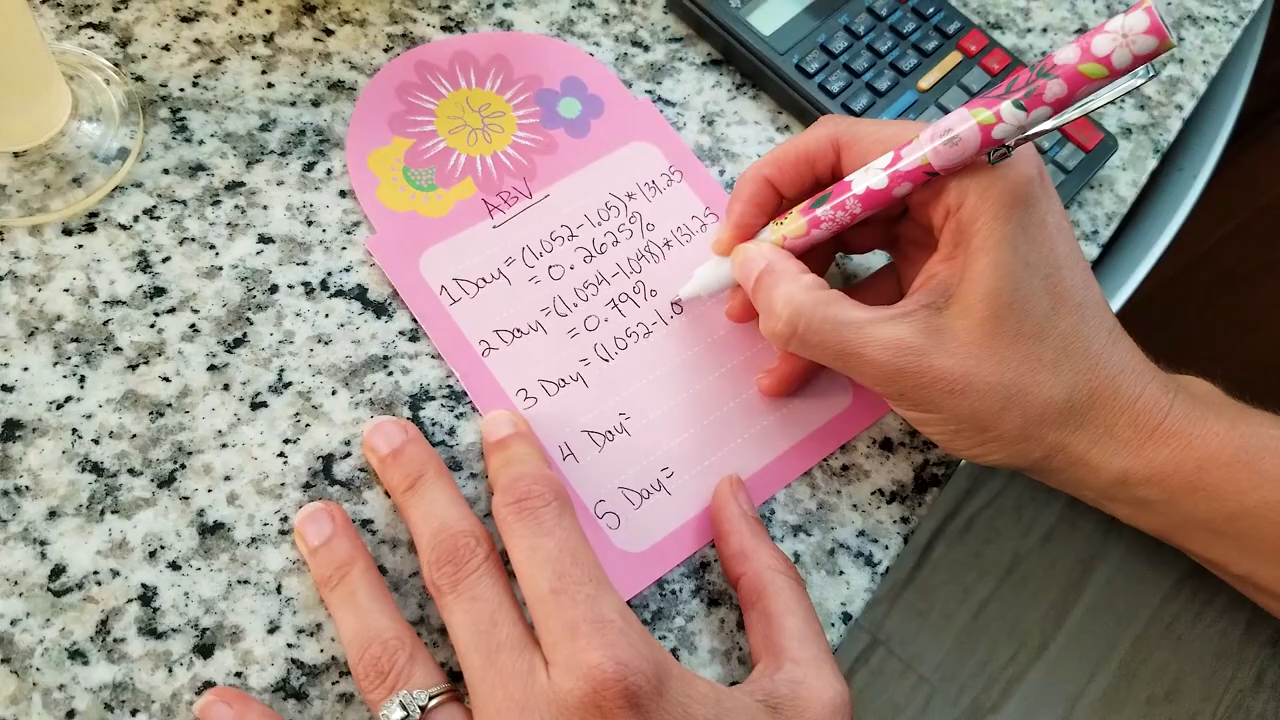 ABV
1 Day = (1.052-1.05)*131.25
= 0.2625%
2 Day = (1.054-1.048)*131.25
= 0.79%
3 Day = (1.052-1.0
4 Day=
5 Day=